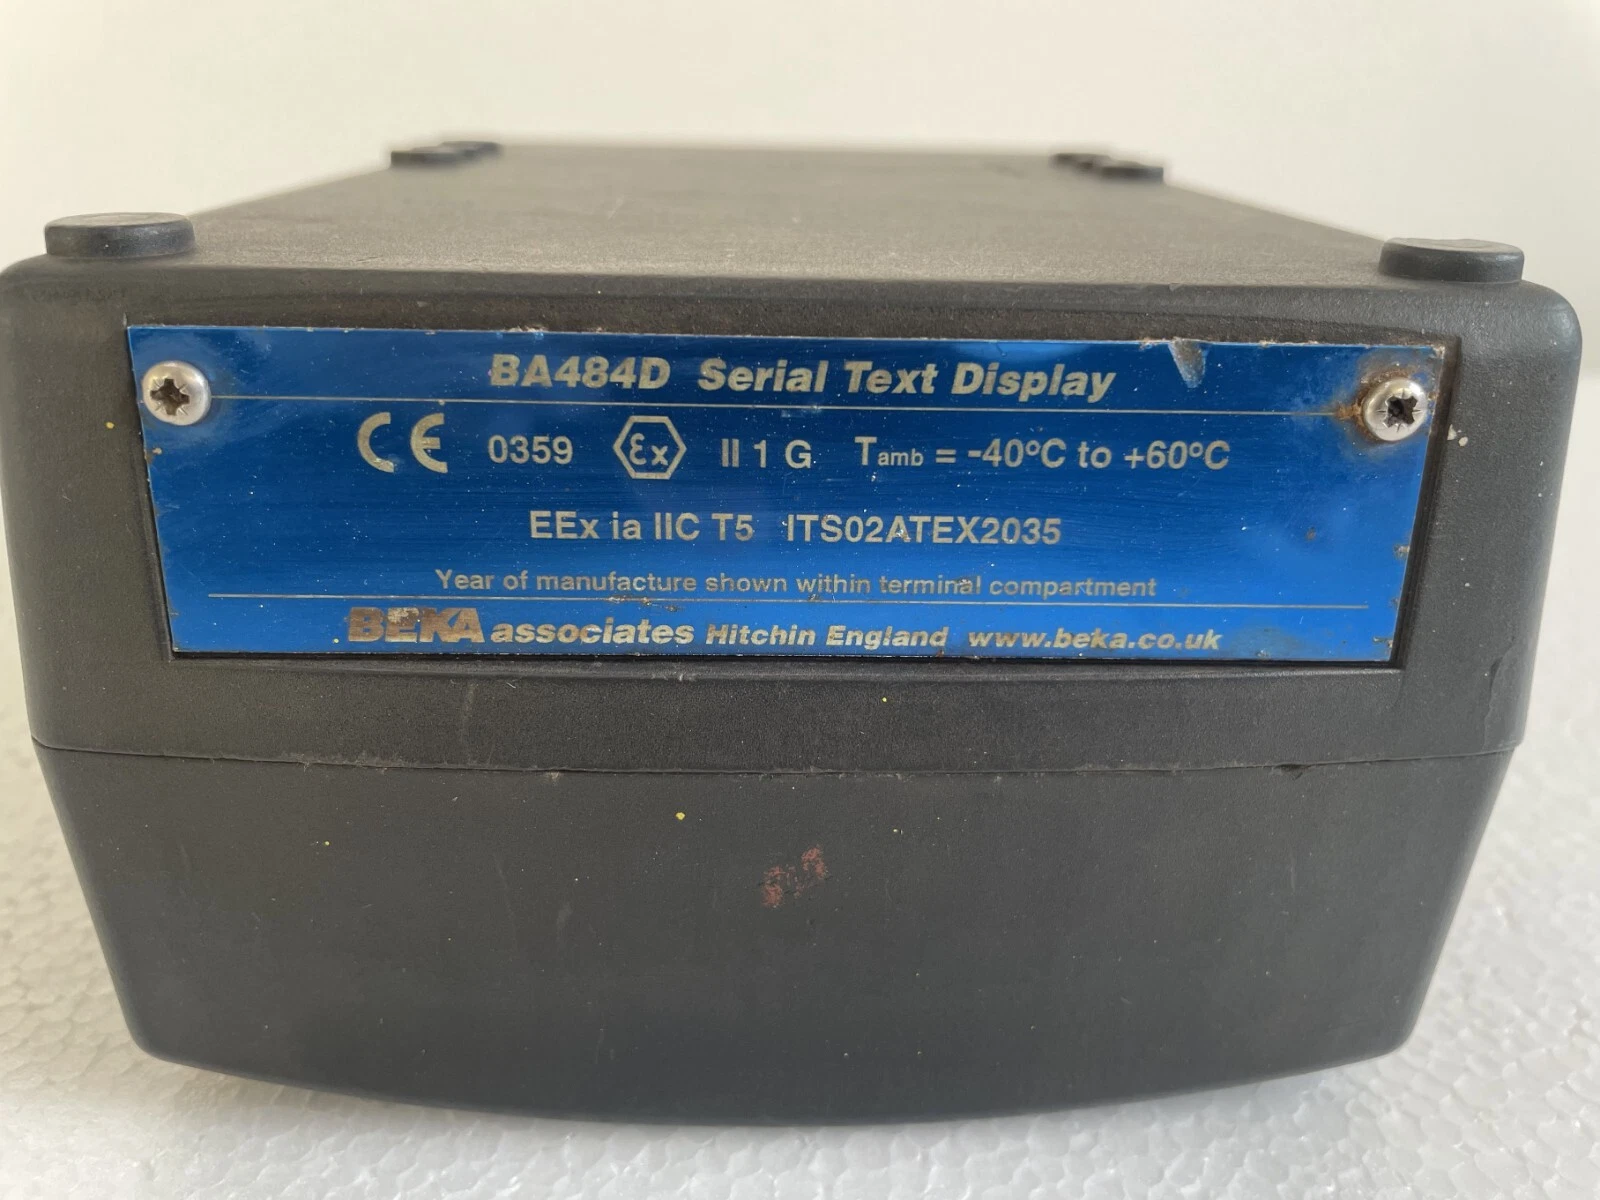 BA484D Serial Text Display
CE 0359 Ex II 1 G Tamb = -40°C to +60°C
EEx ia IIC T5 ITS02ATEX2035
Year of manufacture shown within terminal compartment
BEKA associates Hitchin England www.beka.co.uk